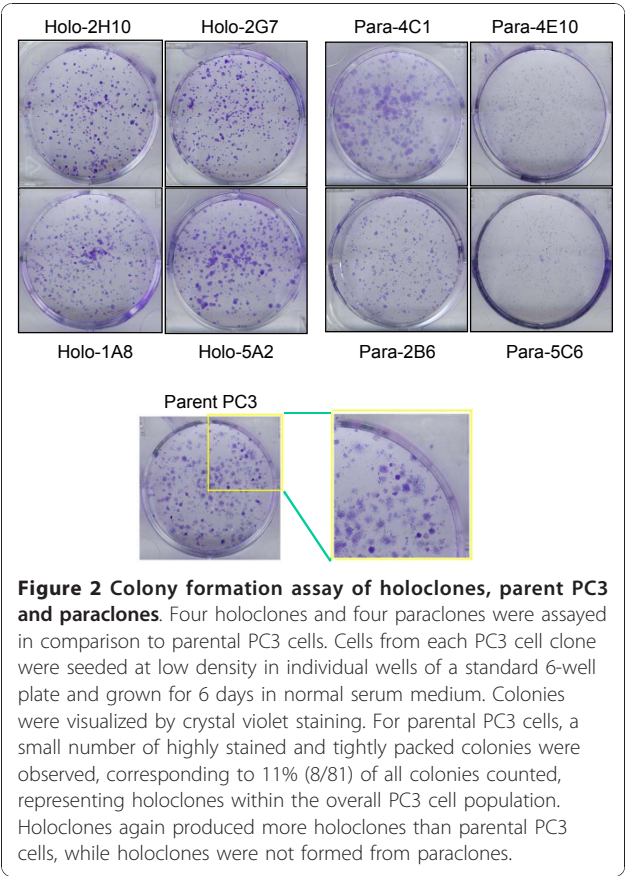 Holo-2H10 Holo-2G7 Para-4C1 Para-4E10
Holo-1A8 Holo-5A2 Para-2B6 Para-5C6
Parent PC3
Figure 2 Colony formation assay of holoclones, parent PC3
and paraclones. Four holoclones and four paraclones were assayed
in comparison to parental PC3 cells. Cells from each PC3 cell clone
were seeded at low density in individual wells of a standard 6-well
plate and grown for 6 days in normal serum medium. Colonies
were visualized by crystal violet staining. For parental PC3 cells, a
small number of highly stained and tightly packed colonies were
observed, corresponding to 11% (8/81) of all colonies counted,
representing holoclones within the overall PC3 cell population.
Holoclones again produced more holoclones than parental PC3
cells, while holoclones were not formed from paraclones.